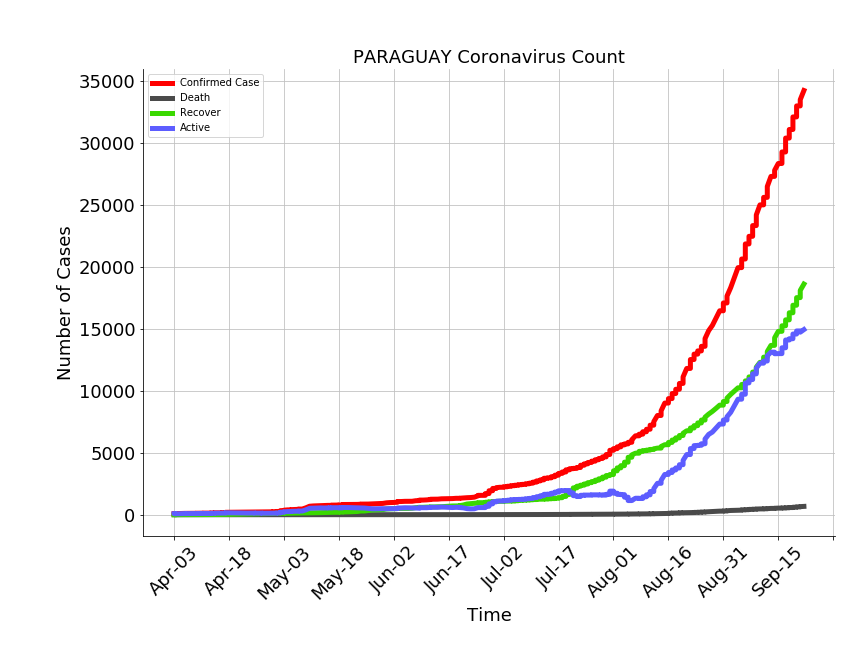 PARAGUAY Coronavirus Count
Confirmed Case
Death
Recover
Active
Number of Cases
35000
30000
25000
20000
15000
10000
5000
0
Apr-03
Apr-18
May-03
May-18
Jun-02
Jun-17
Jul-02
Jul-17
Aug-01
Aug-16
Aug-31
Sep-15
Time